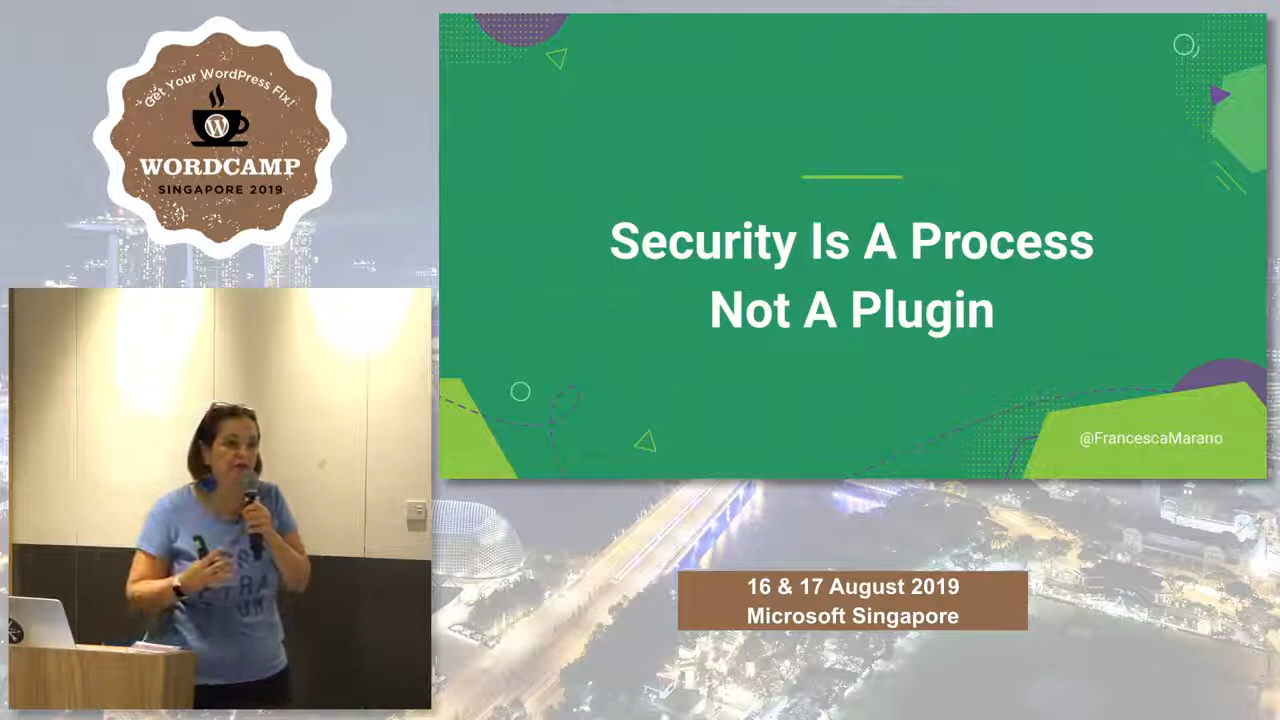 Get Your WordPress Fix!
WORDCAMP
SINGAPORE 2019
Security Is A Process
Not A Plugin
@FrancescaMarano
16 & 17 August 2019
Microsoft Singapore